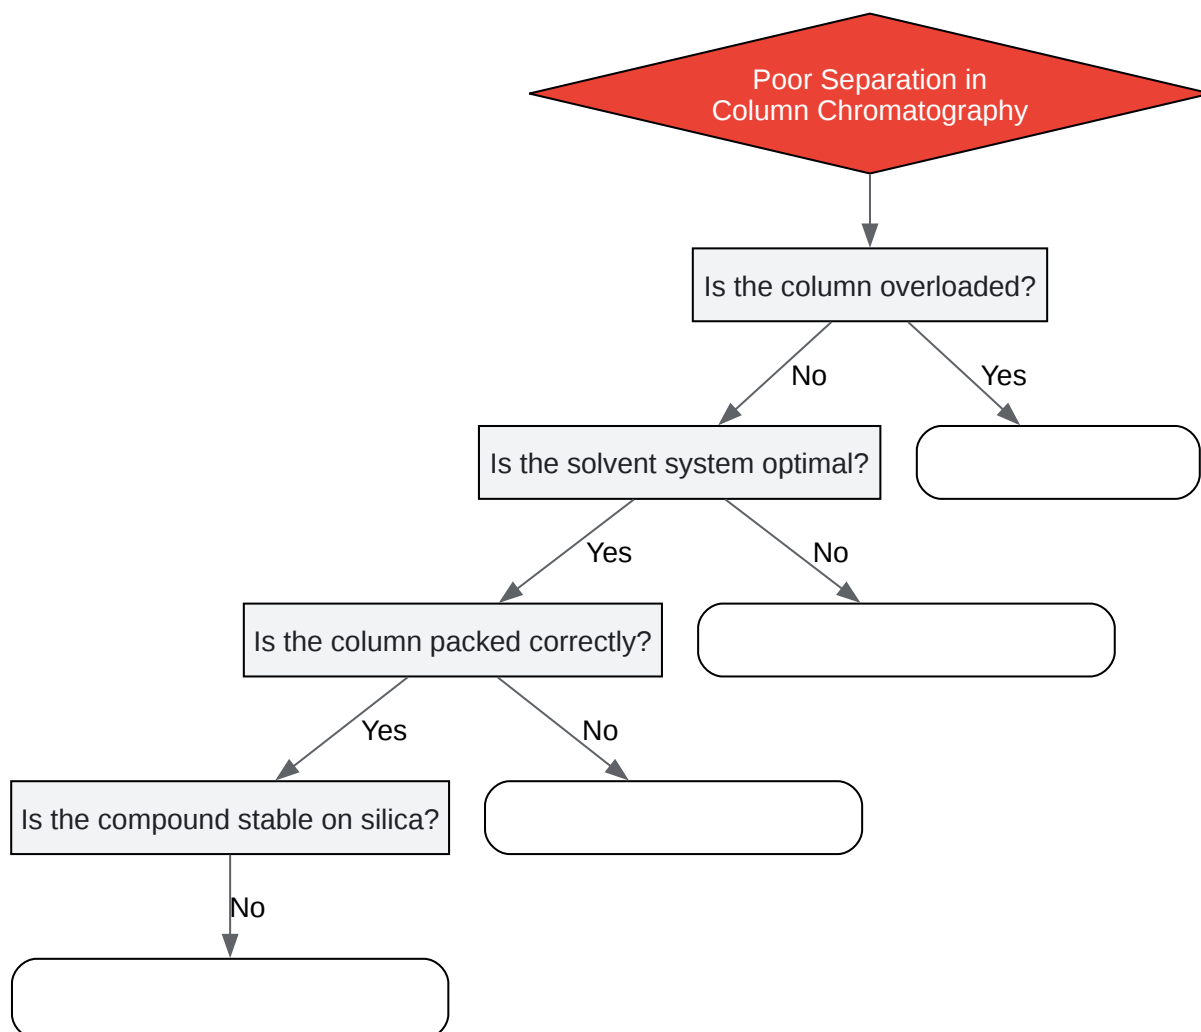 Poor Separation in
Column Chromatography
Is the column overloaded?
No
Yes
Is the solvent system optimal?
Yes
No
Is the column packed correctly?
Yes
No
Is the compound stable on silica?
No